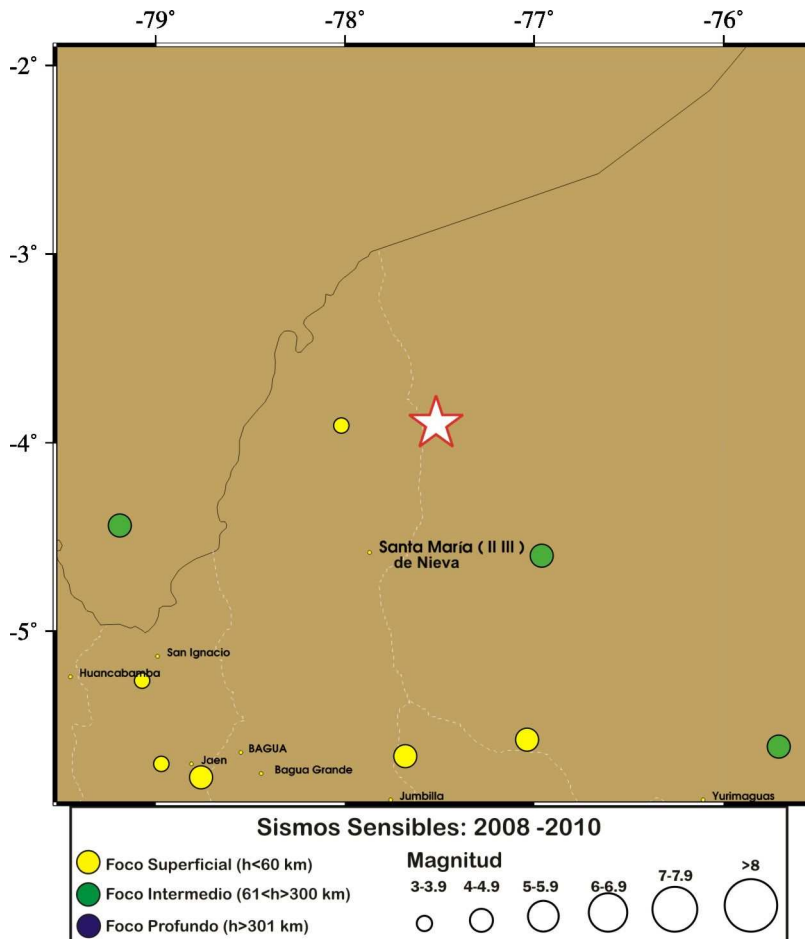 -79° -78° -77° -76°
-2°
-3°
-4°
Santa María ( II III )
de Nieva
-5°
San Ignacio
Huancabamba
BAGUA
Jaen
Bagua Grande
Jumbilla Yurimaguas
Sismos Sensibles: 2008 -2010
Foco Superficial (h<60 km)
Foco Intermedio (61<h>300 km)
Foco Profundo (h>301 km)
Magnitud
3-3.9 4-4.9 5-5.9 6-6.9 7-7.9 >8